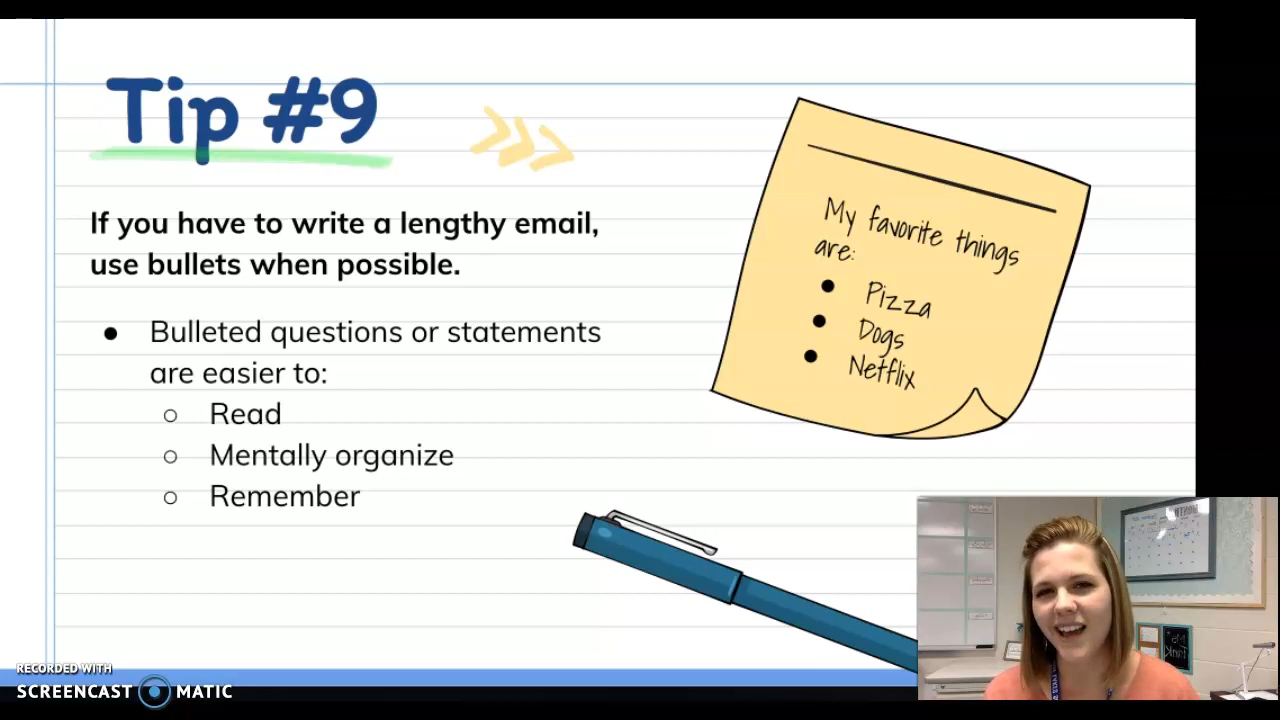 Tip #9
If you have to write a lengthy email,
use bullets when possible.
● Bulleted questions or statements
are easier to:
○ Read
○ Mentally organize
○ Remember
My favorite things
are:
● Pizza
● Dogs
● Netflix
MONTH
RECORDED WITH
SCREENCAST MATIC